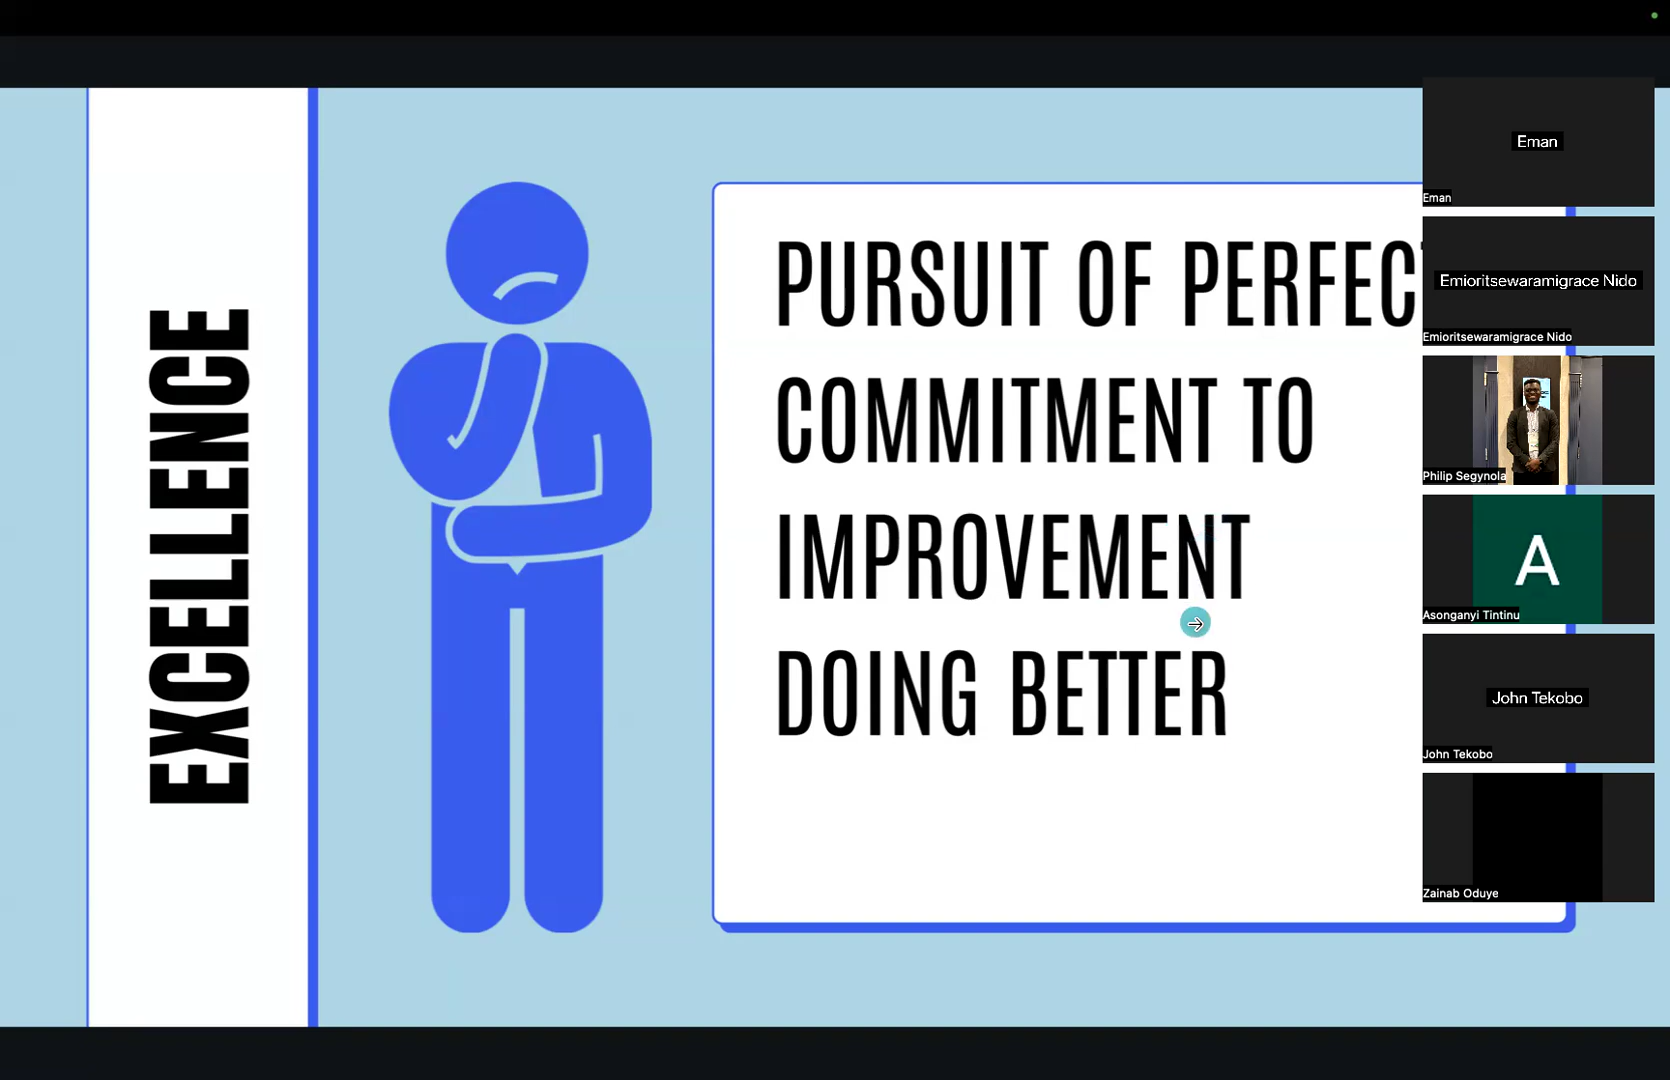 EXCELLENCE
PURSUIT OF PERFECT
COMMITMENT TO
IMPROVEMENT
DOING BETTER
Eman
Eman
Emioritsewaramigrace Nido
Emioritsewaramigrace Nido
Philip Segynola
A
Asonganyi Tintinu
John Tekobo
John Tekobo
Zainab Oduye